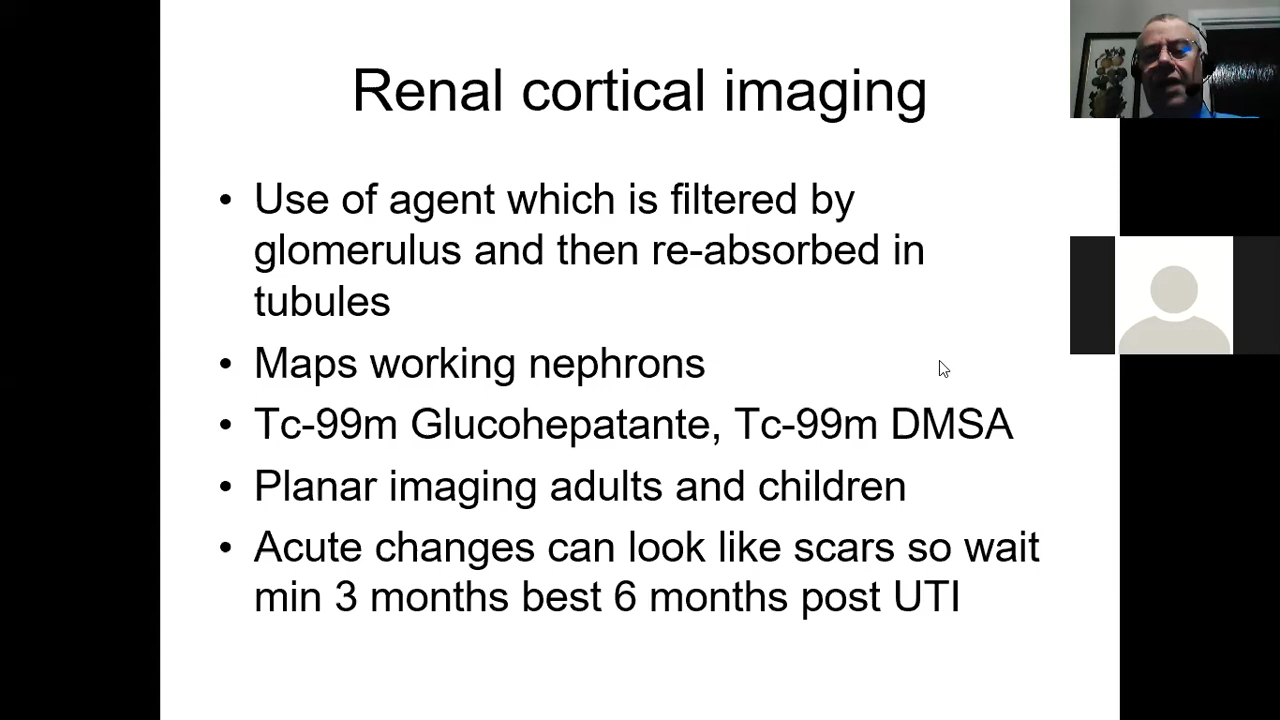 Renal cortical imaging
• Use of agent which is filtered by
glomerulus and then re-absorbed in
tubules
• Maps working nephrons
• Tc-99m Glucohepatante, Tc-99m DMSA
• Planar imaging adults and children
• Acute changes can look like scars so wait
min 3 months best 6 months post UTI